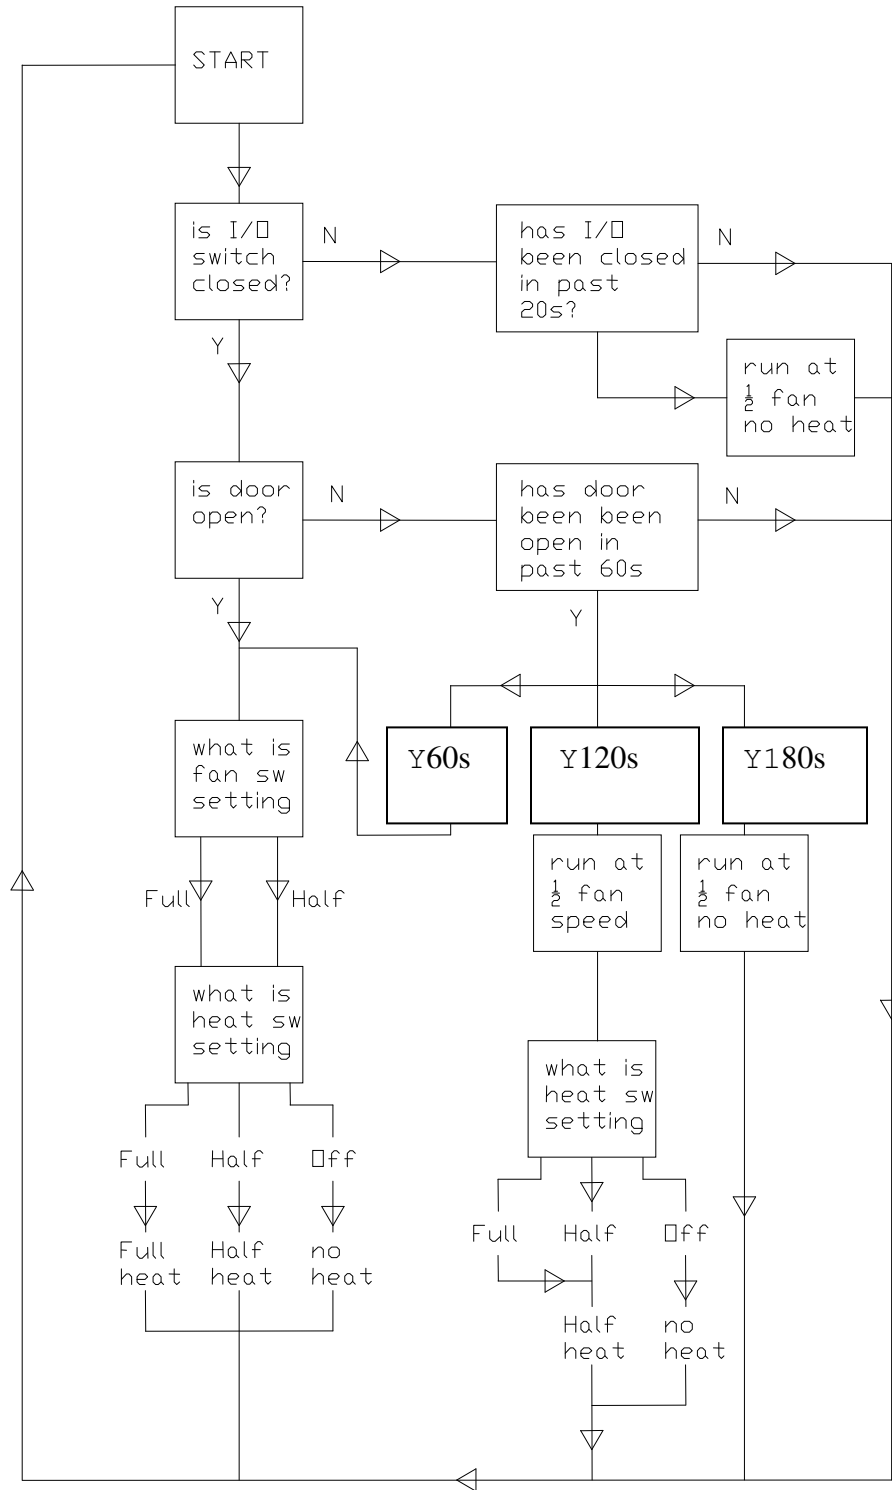 START
is I/O
switch
closed?
N
has I/O
been closed
in past
20s?
N
Y
run at
½ fan
no heat
is door
open?
N
has door
been been
open in
past 60s
N
Y
Y
what is
fan sw
setting
Y60s
Y120s
Y180s
run at
½ fan
speed
run at
½ fan
no heat
Full
Half
what is
heat sw
setting
what is
heat sw
setting
Full
Half
Off
Full
heat
Half
heat
no
heat
Full
Half
Off
Half
heat
no
heat